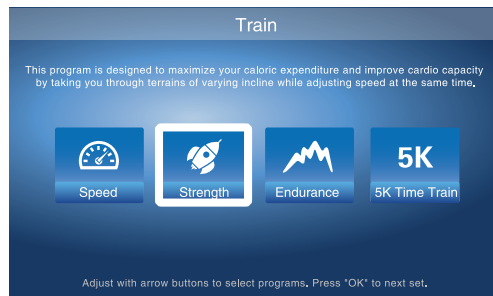 Train
This program is designed to maximize your caloric expenditure and improve cardio capacity
by taking you through terrains of varying incline while adjusting speed at the same time.
5K
Speed
Strength
Endurance
5K Time Train
Adjust with arrow buttons to select programs. Press "OK" to next set.